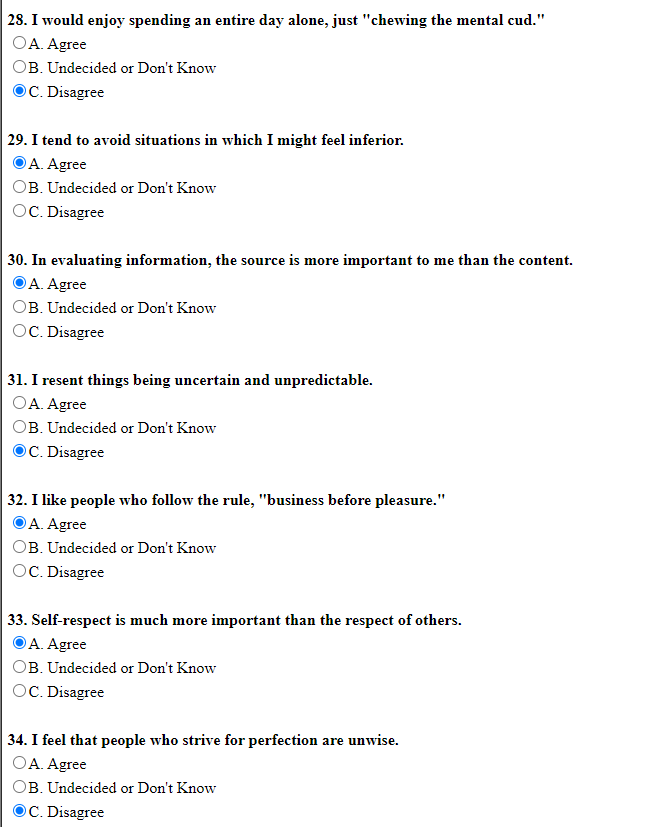 28. I would enjoy spending an entire day alone, just "chewing the mental cud."
A. Agree
B. Undecided or Don't Know
C. Disagree
29. I tend to avoid situations in which I might feel inferior.
A. Agree
B. Undecided or Don't Know
C. Disagree
30. In evaluating information, the source is more important to me than the content.
A. Agree
B. Undecided or Don't Know
C. Disagree
31. I resent things being uncertain and unpredictable.
A. Agree
B. Undecided or Don't Know
C. Disagree
32. I like people who follow the rule, "business before pleasure."
A. Agree
B. Undecided or Don't Know
C. Disagree
33. Self-respect is much more important than the respect of others.
A. Agree
B. Undecided or Don't Know
C. Disagree
34. I feel that people who strive for perfection are unwise.
A. Agree
B. Undecided or Don't Know
C. Disagree